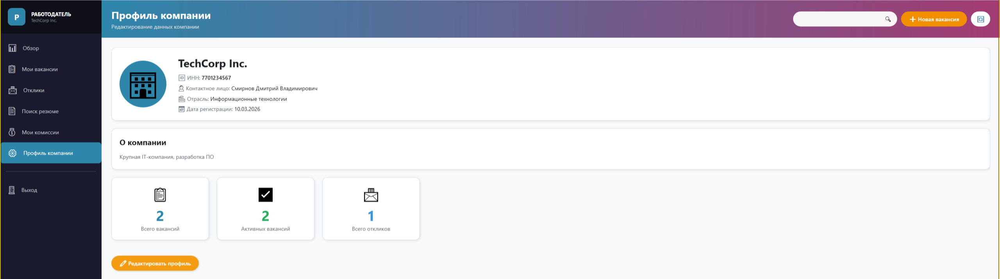 Р
РАБОТОДАТЕЛЬ
TechCorp Inc.
Обзор
Мои вакансии
Отклики
Поиск резюме
Мои комиссии
Профиль компании
Выход
Профиль компании
Редактирование данных компании
Новая вакансия
TechCorp Inc.
ID ИНН: 7701234567
Контактное лицо: Смирнов Дмитрий Владимирович
Отрасль: Информационные технологии
Дата регистрации: 10.03.2026
О компании
Крупная IT-компания, разработка ПО
2
Всего вакансий
2
Активных вакансий
1
Всего откликов
Редактировать профиль